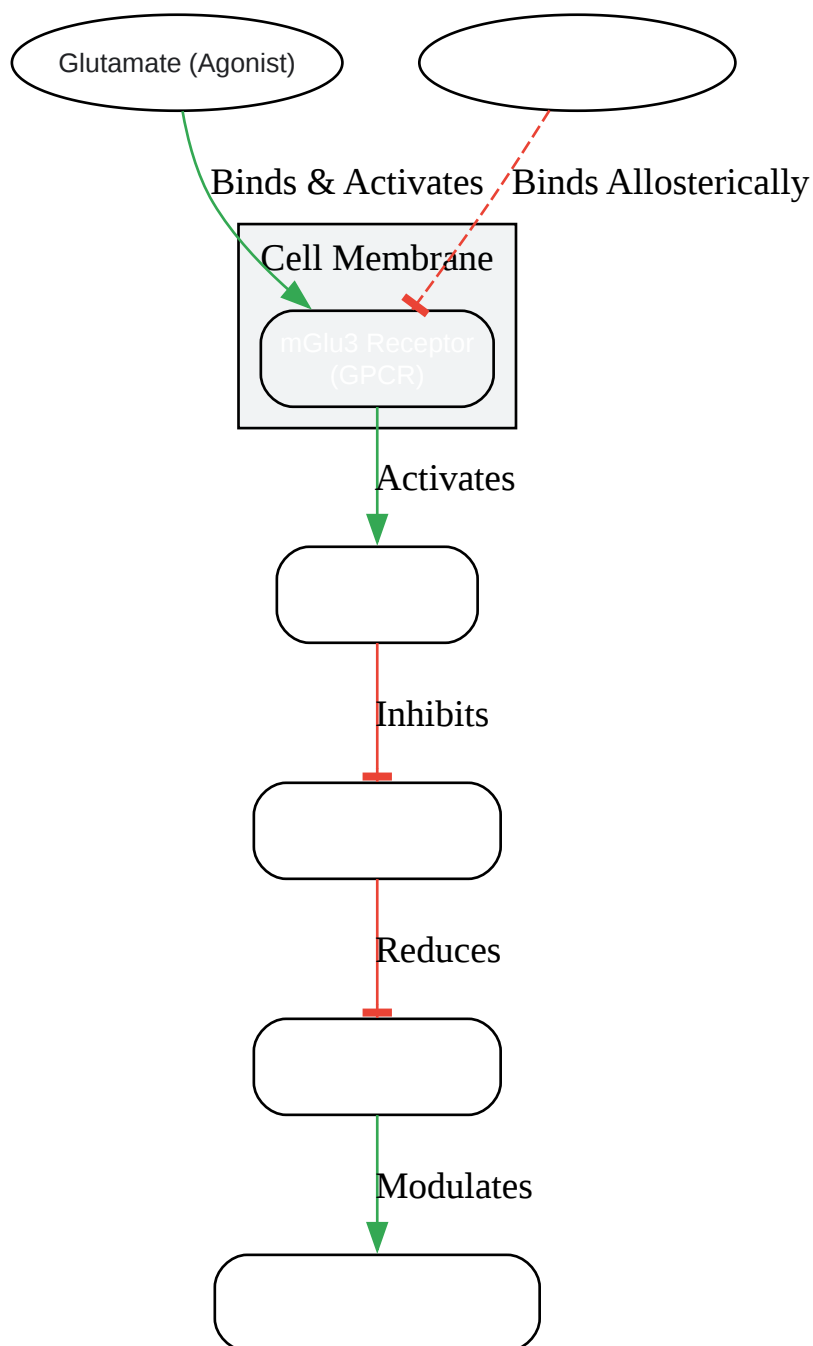 Glutamate (Agonist)
Binds & Activates
Binds Allosterically
Cell Membrane
mGlu3 Receptor
(GPCR)
Activates
Inhibits
Reduces
Modulates